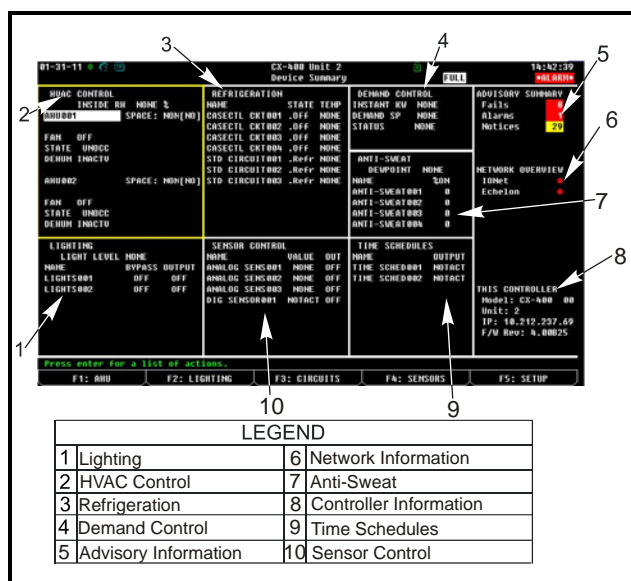 01-31-11 CX-400 Unit 2 14:42:39
Device Summary FULL *ALARM*
HVAC CONTROL
INSIDE RH NONE %
AHU001 SPACE: NON[NO]
FAN OFF
STATE UNOCC
DEHUM INACTV
AHU002 SPACE: NON[NO]
FAN OFF
STATE UNOCC
DEHUM INACTV
REFRIGERATION
NAME STATE TEMP
CASECTL CKT001 .Off NONE
CASECTL CKT002 .Off NONE
CASECTL CKT003 .Off NONE
CASECTL CKT004 .Off NONE
STD CIRCUIT001 .Refr NONE
STD CIRCUIT002 .Refr NONE
STD CIRCUIT003 .Refr NONE
DEMAND CONTROL
INSTANT KW NONE
DEMAND SP NONE
STATUS NONE
ANTI-SWEAT
DEWPOINT NONE
NAME %ON
ANTI-SWEAT001 0
ANTI-SWEAT002 0
ANTI-SWEAT003 0
ANTI-SWEAT004 0
ADVISORY SUMMARY
Fails
Alarms
Notices 29
NETWORK OVERVIEW
IONet
Echelon
LIGHTING
LIGHT LEVEL NONE
NAME BYPASS OUTPUT
LIGHTS001 OFF OFF
LIGHTS002 OFF OFF
SENSOR CONTROL
NAME VALUE OUT
ANALOG SENS001 NONE OFF
ANALOG SENS002 NONE OFF
ANALOG SENS003 NONE OFF
DIG SENSOR001 NOTACT OFF
TIME SCHEDULES
NAME OUTPUT
TIME SCHED001 NOTACT
TIME SCHED002 NOTACT
THIS CONTROLLER
Model: CX-400 00
Unit: 2
IP: 10.212.237.69
F/W Rev: 4.00B25
Press enter for a list of actions.
F1: AHU F2: LIGHTING F3: CIRCUITS F4: SENSORS F5: SETUP
1
2
3
4
5
6
7
8
9
10
LEGEND
1 Lighting 6 Network Information
2 HVAC Control 7 Anti-Sweat
3 Refrigeration 8 Controller Information
4 Demand Control 9 Time Schedules
5 Advisory Information 10 Sensor Control